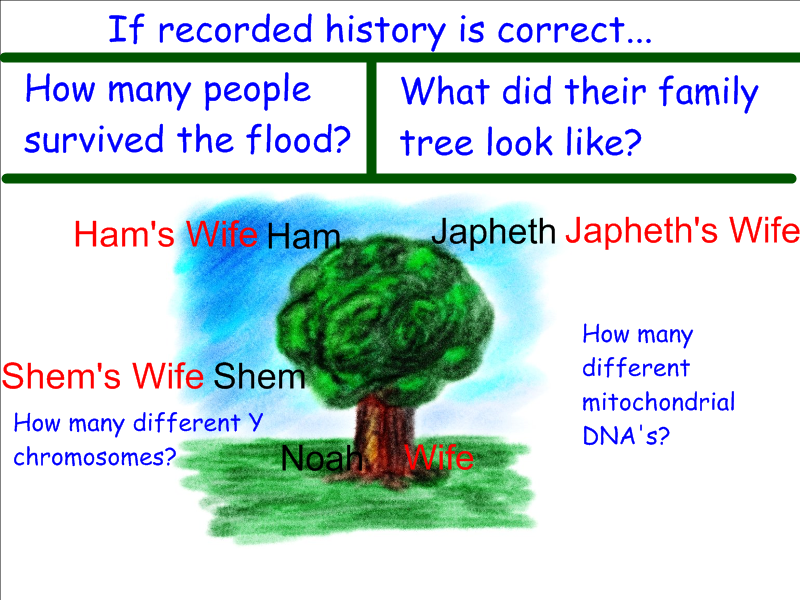 If recorded history is correct...
How many people
survived the flood?
What did their family
tree look like?
Ham's Wife Ham
Japheth Japheth's Wife
How many
different
mitochondrial
DNA's?
Shem's Wife Shem
How many different Y
chromosomes?
Noah Wife